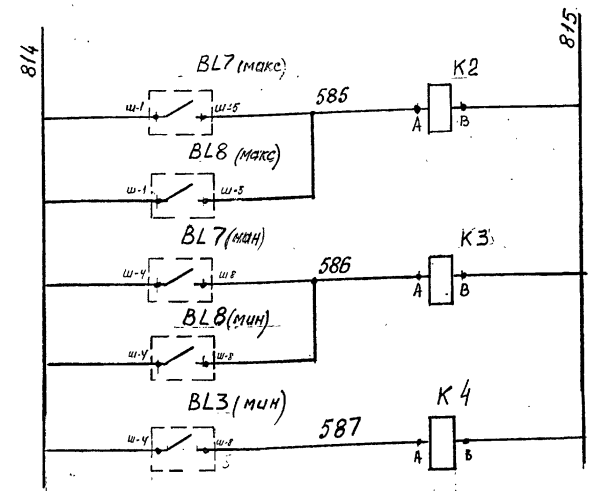 814
815
BL7 (макс)
K2
ш-1
ш-5
585
A
B
BL8 (макс)
ш-1
ш-5
BL7 (мин)
K3
ш-4
ш8
586
A
B
BL8 (мин)
ш-4
ш-8
BL3 (мин)
K4
ш-4
ш-8
587
A
B